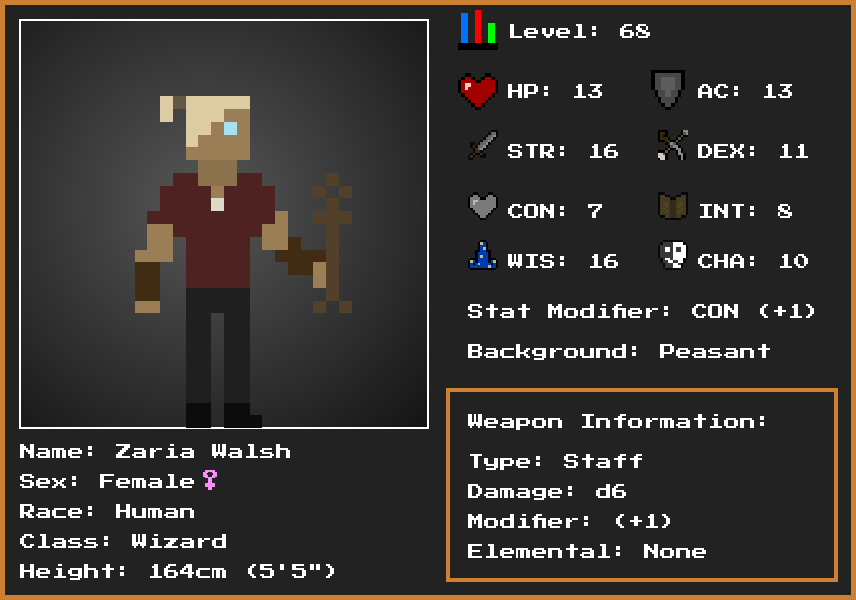 Level: 68
HP: 13
AC: 13
STR: 16
DEX: 11
CON: 7
INT: 8
WIS: 16
CHA: 10
Stat Modifier: CON (+1)
Background: Peasant
Weapon Information:
Type: Staff
Damage: d6
Modifier: (+1)
Elemental: None
Name: Zaria Walsh
Sex: Female♀
Race: Human
Class: Wizard
Height: 164cm (5'5")